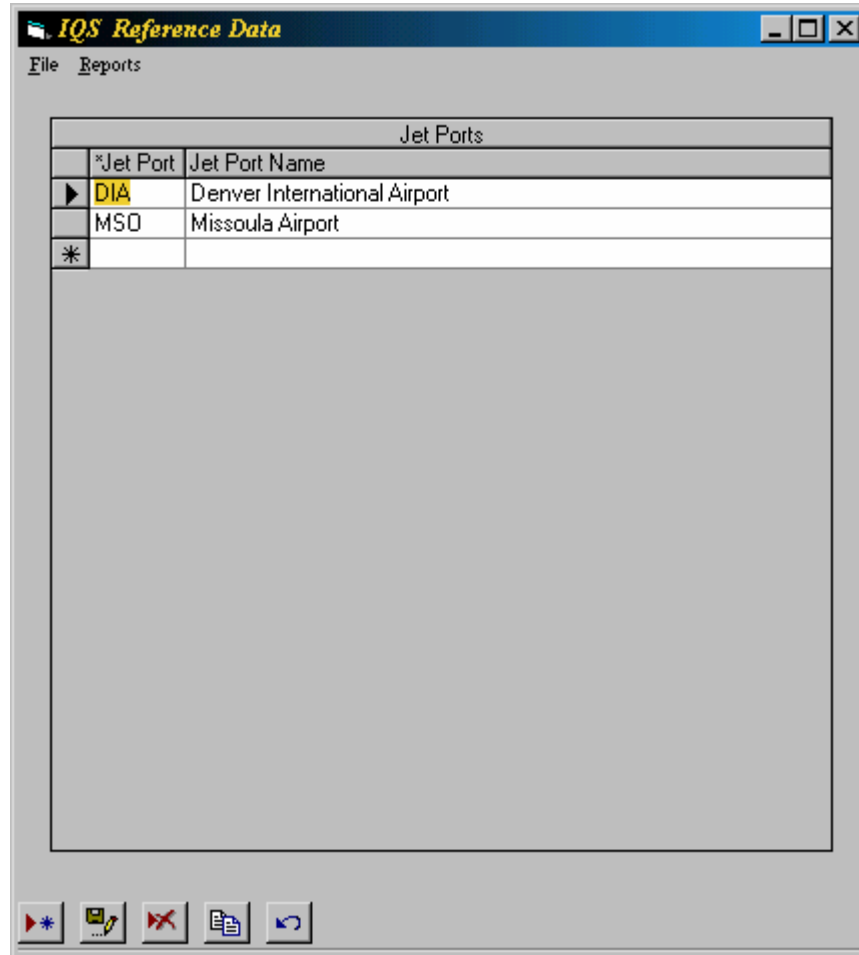 IQS Reference Data
File Reports
Jet Ports
*Jet Port Jet Port Name
DIA Denver International Airport
MSO Missoula Airport